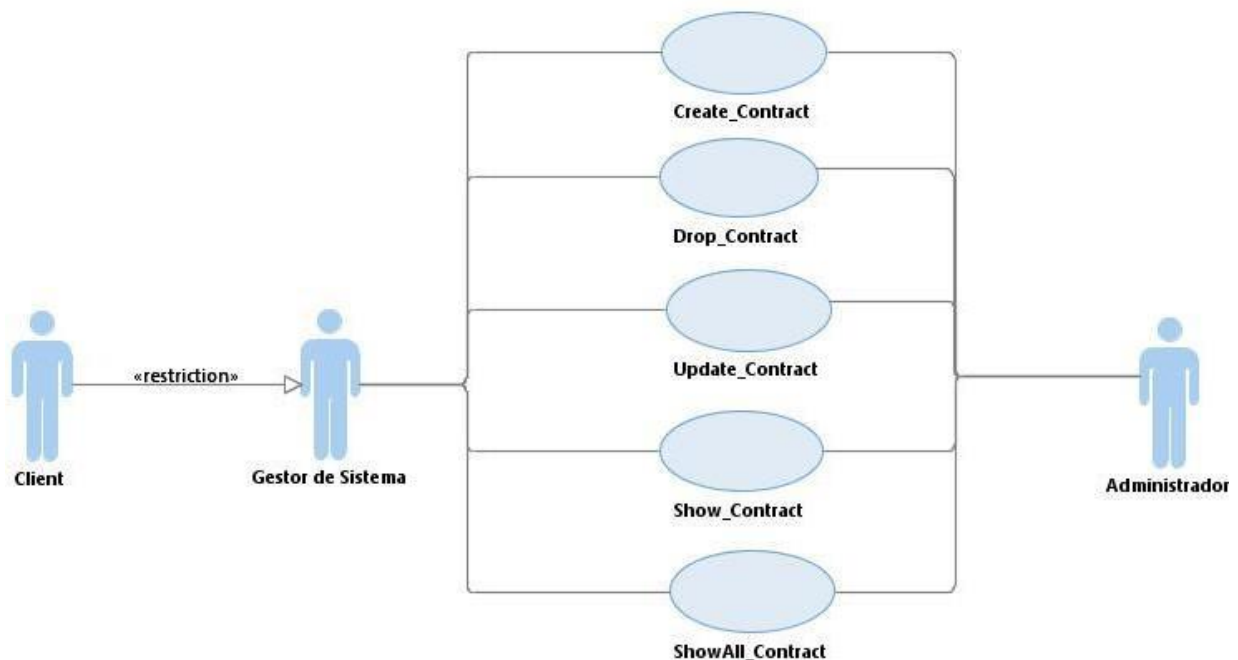 Create_Contract
Drop_Contract
Update_Contract
«restriction»
Client
Gestor de Sistema
Administrador
Show_Contract
ShowAll_Contract